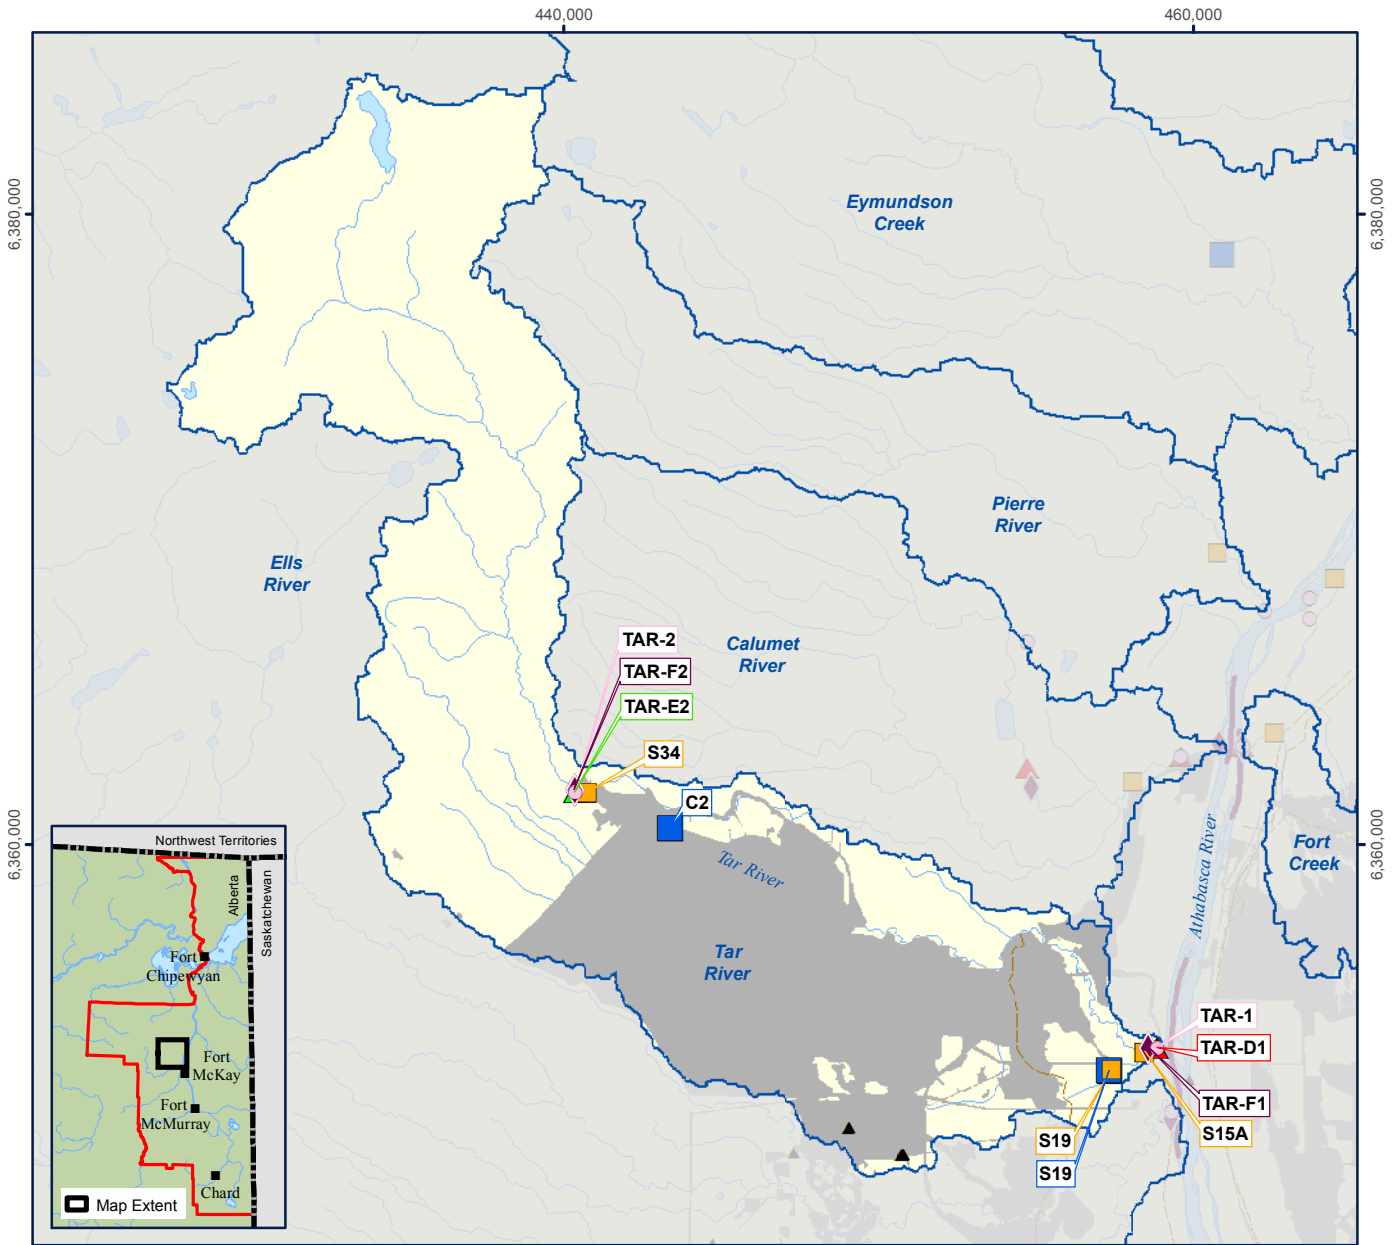 440,000
460,000
6,380,000
6,380,000
Eymundson
Creek
Pierre
River
Ells
River
Calumet
River
TAR-2
TAR-F2
TAR-E2
S34
C2
6,360,000
6,360,000
Tar River
Athabasca River
Fort
Creek
Tar
River
TAR-1
TAR-D1
TAR-F1
S15A
S19
S19
Northwest Territories
Alberta
Saskatchewan
Fort
Chipewyan
Fort
McKay
Fort
McMurray
Chard
Map Extent